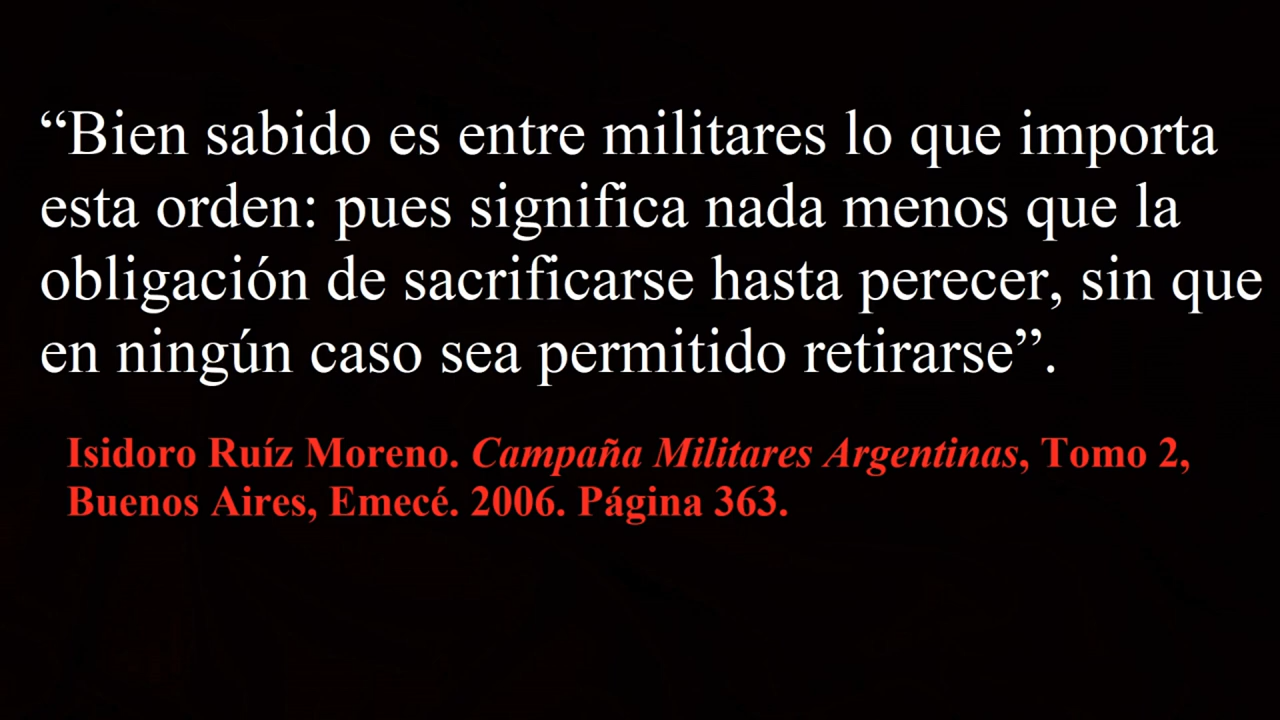 “Bien sabido es entre militares lo que importa
esta orden: pues significa nada menos que la
obligación de sacrificarse hasta perecer, sin que
en ningún caso sea permitido retirarse”.
Isidoro Ruíz Moreno. Campaña Militares Argentinas, Tomo 2,
Buenos Aires, Emecé. 2006. Página 363.